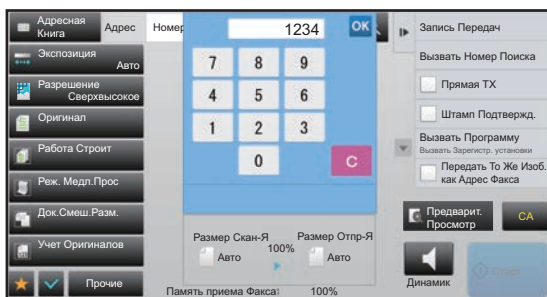 Адресная
Книга
Адрес
Номер
1234
OK
Запись Передач
Экспозиция
Авто
Вызвать Номер Поиска
7 8 9
Разрешение
Сверхвысокое
Прямая TX
4 5 6
Штамп Подтвержд.
Оригинал
1 2 3
Вызвать Программу
Вызвать Зарегистр. установки
Работа Строит
0 C
Передать То Же Изоб.
как Адрес Факса
Реж. Медл.Прос
Док.Смеш.Разм.
Предварит.
Просмотр
CA
Учет Оригиналов
Размер Скан-Я
Авто
100%
Размер Отпр-Я
Авто
Прочие
Память приема Факса: 100%
Динамик
Старт